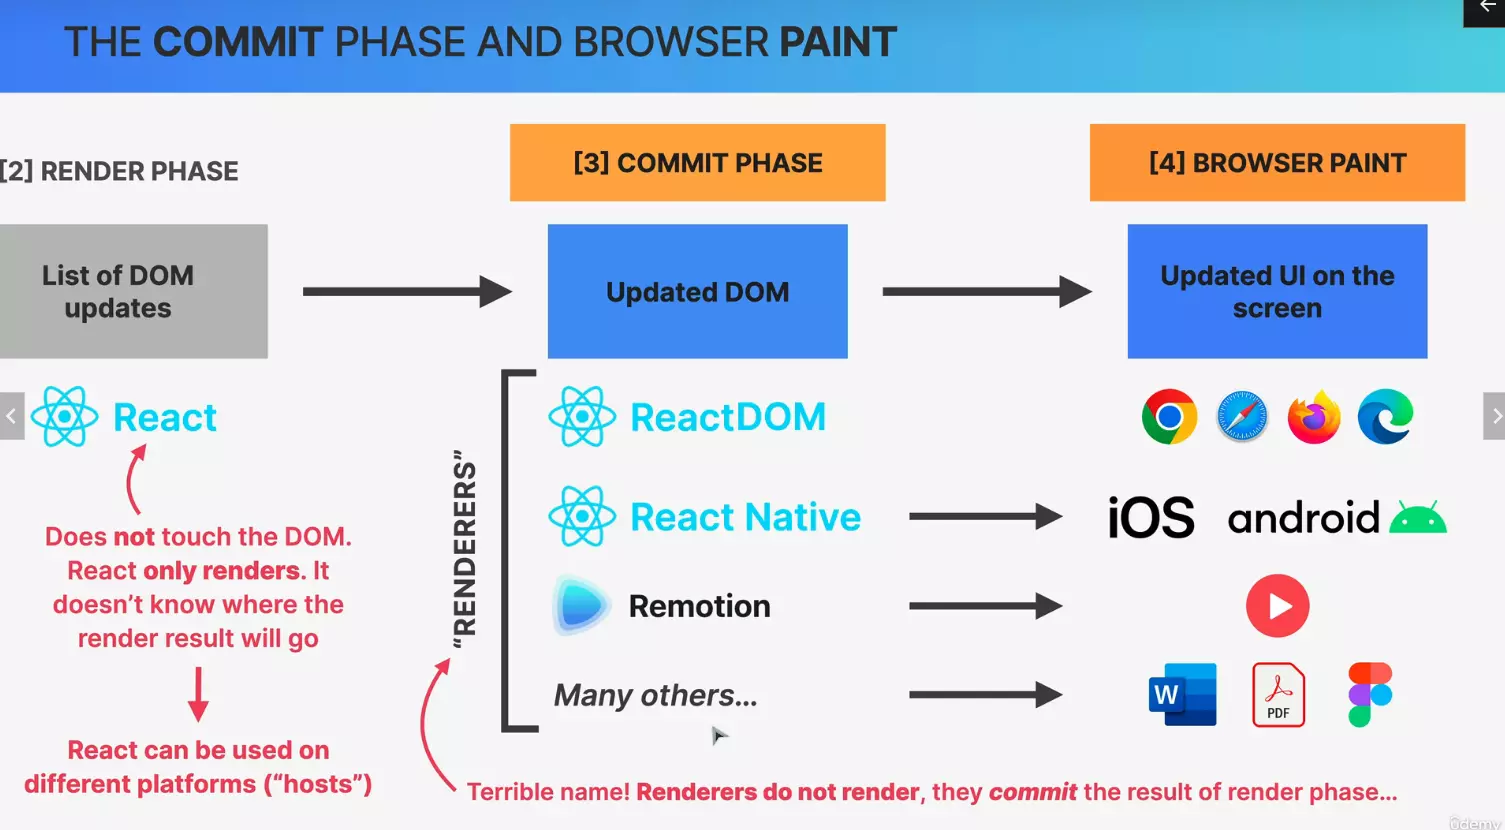 THE COMMIT PHASE AND BROWSER PAINT
[2] RENDER PHASE
[3] COMMIT PHASE
[4] BROWSER PAINT
List of DOM
updates
Updated DOM
Updated UI on the
screen
React
Does not touch the DOM.
React only renders. It
doesn’t know where the
render result will go
React can be used on
different platforms (“hosts”)
“RENDERERS”
ReactDOM
React Native
iOS
android
Remotion
Many others...
W
PDF
Terrible name! Renderers do not render, they commit the result of render phase...
ûdemy